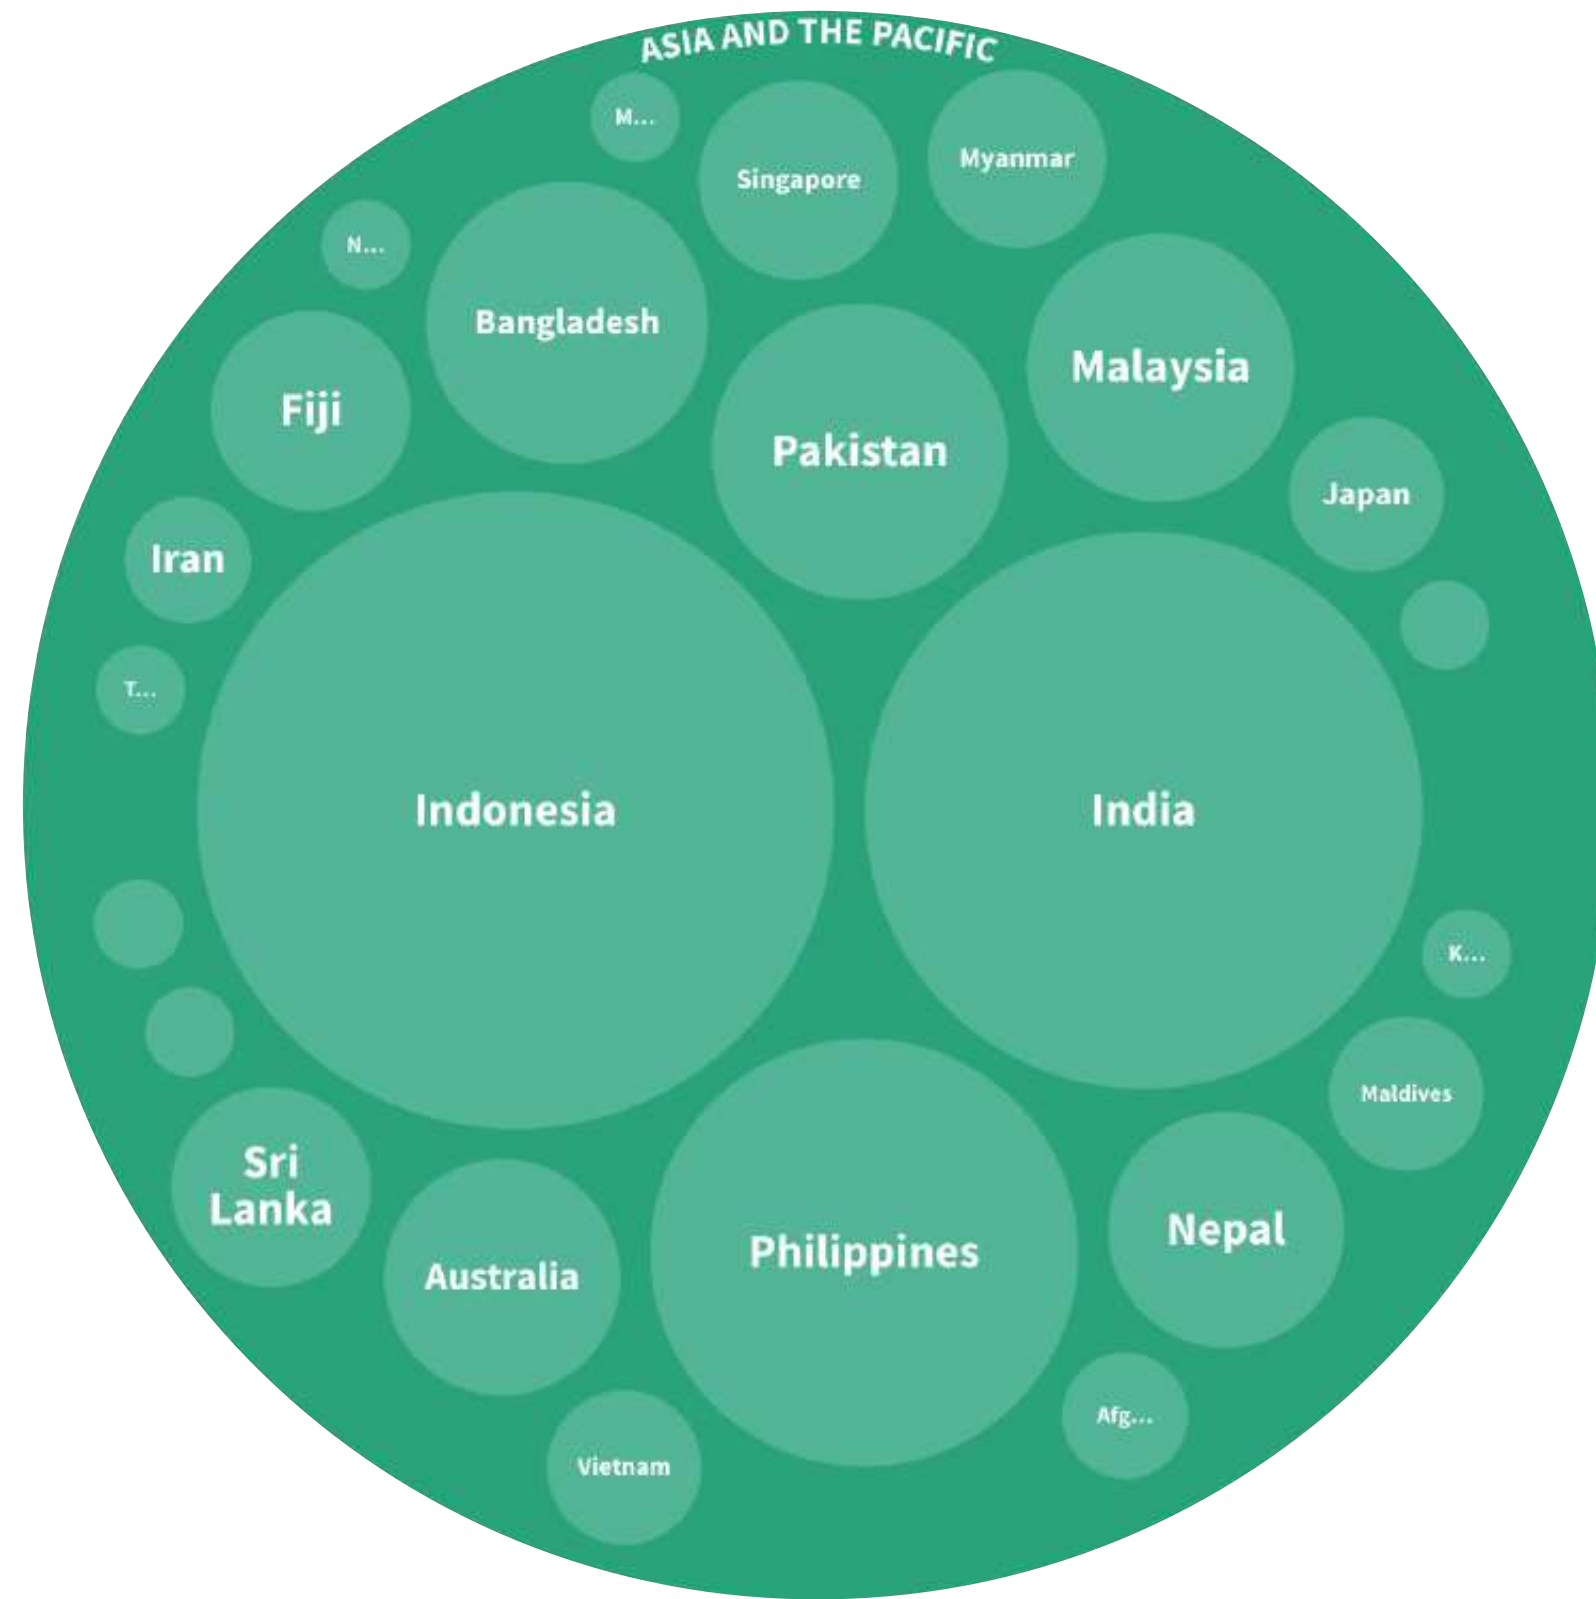 ASIA AND THE PACIFIC
M...
Singapore
Myanmar
N...
Bangladesh
Malaysia
Fiji
Pakistan
Japan
Iran
T...
Indonesia
India
K...
Maldives
Sri
Lanka
Nepal
Philippines
Australia
Afg...
Vietnam